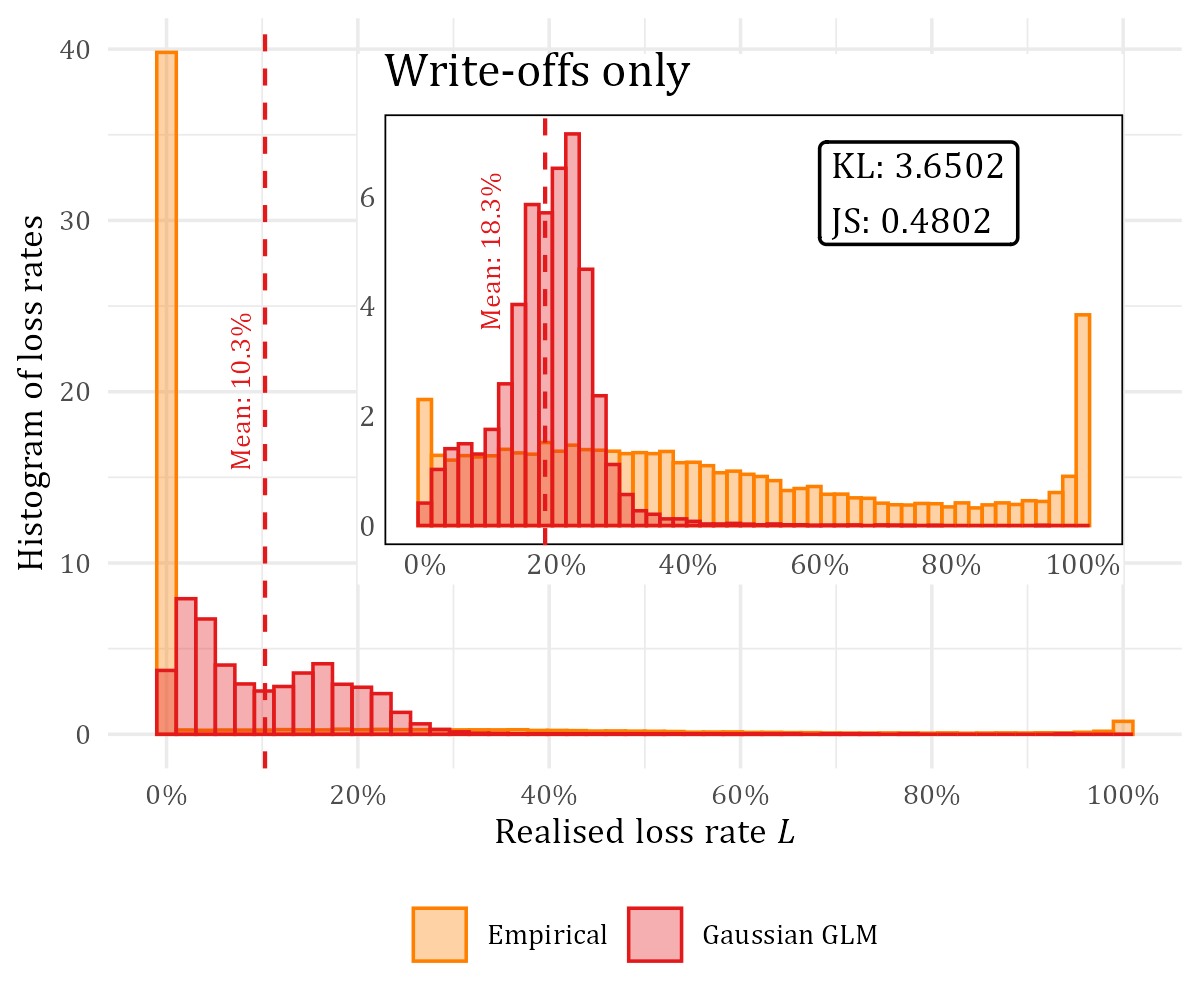 Histogram of loss rates
40
30
20
10
0
Mean: 10.3%
Write-offs only
6
4
2
0
Mean: 18.3%
KL: 3.6502
JS: 0.4802
0% 20% 40% 60% 80% 100%
0% 20% 40% 60% 80% 100%
Realised loss rate L
Empirical Gaussian GLM